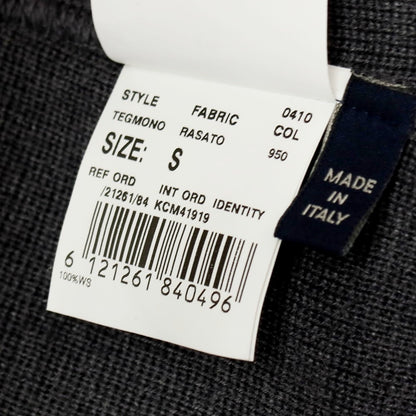 STYLE FABRIC 0410
TEGMONO RASATO COL
SIZE: S 950
REF ORD INT ORD IDENTITY
/21261/84 KCM41919
6 121261 840496
100%WS
MADE
IN
ITALY